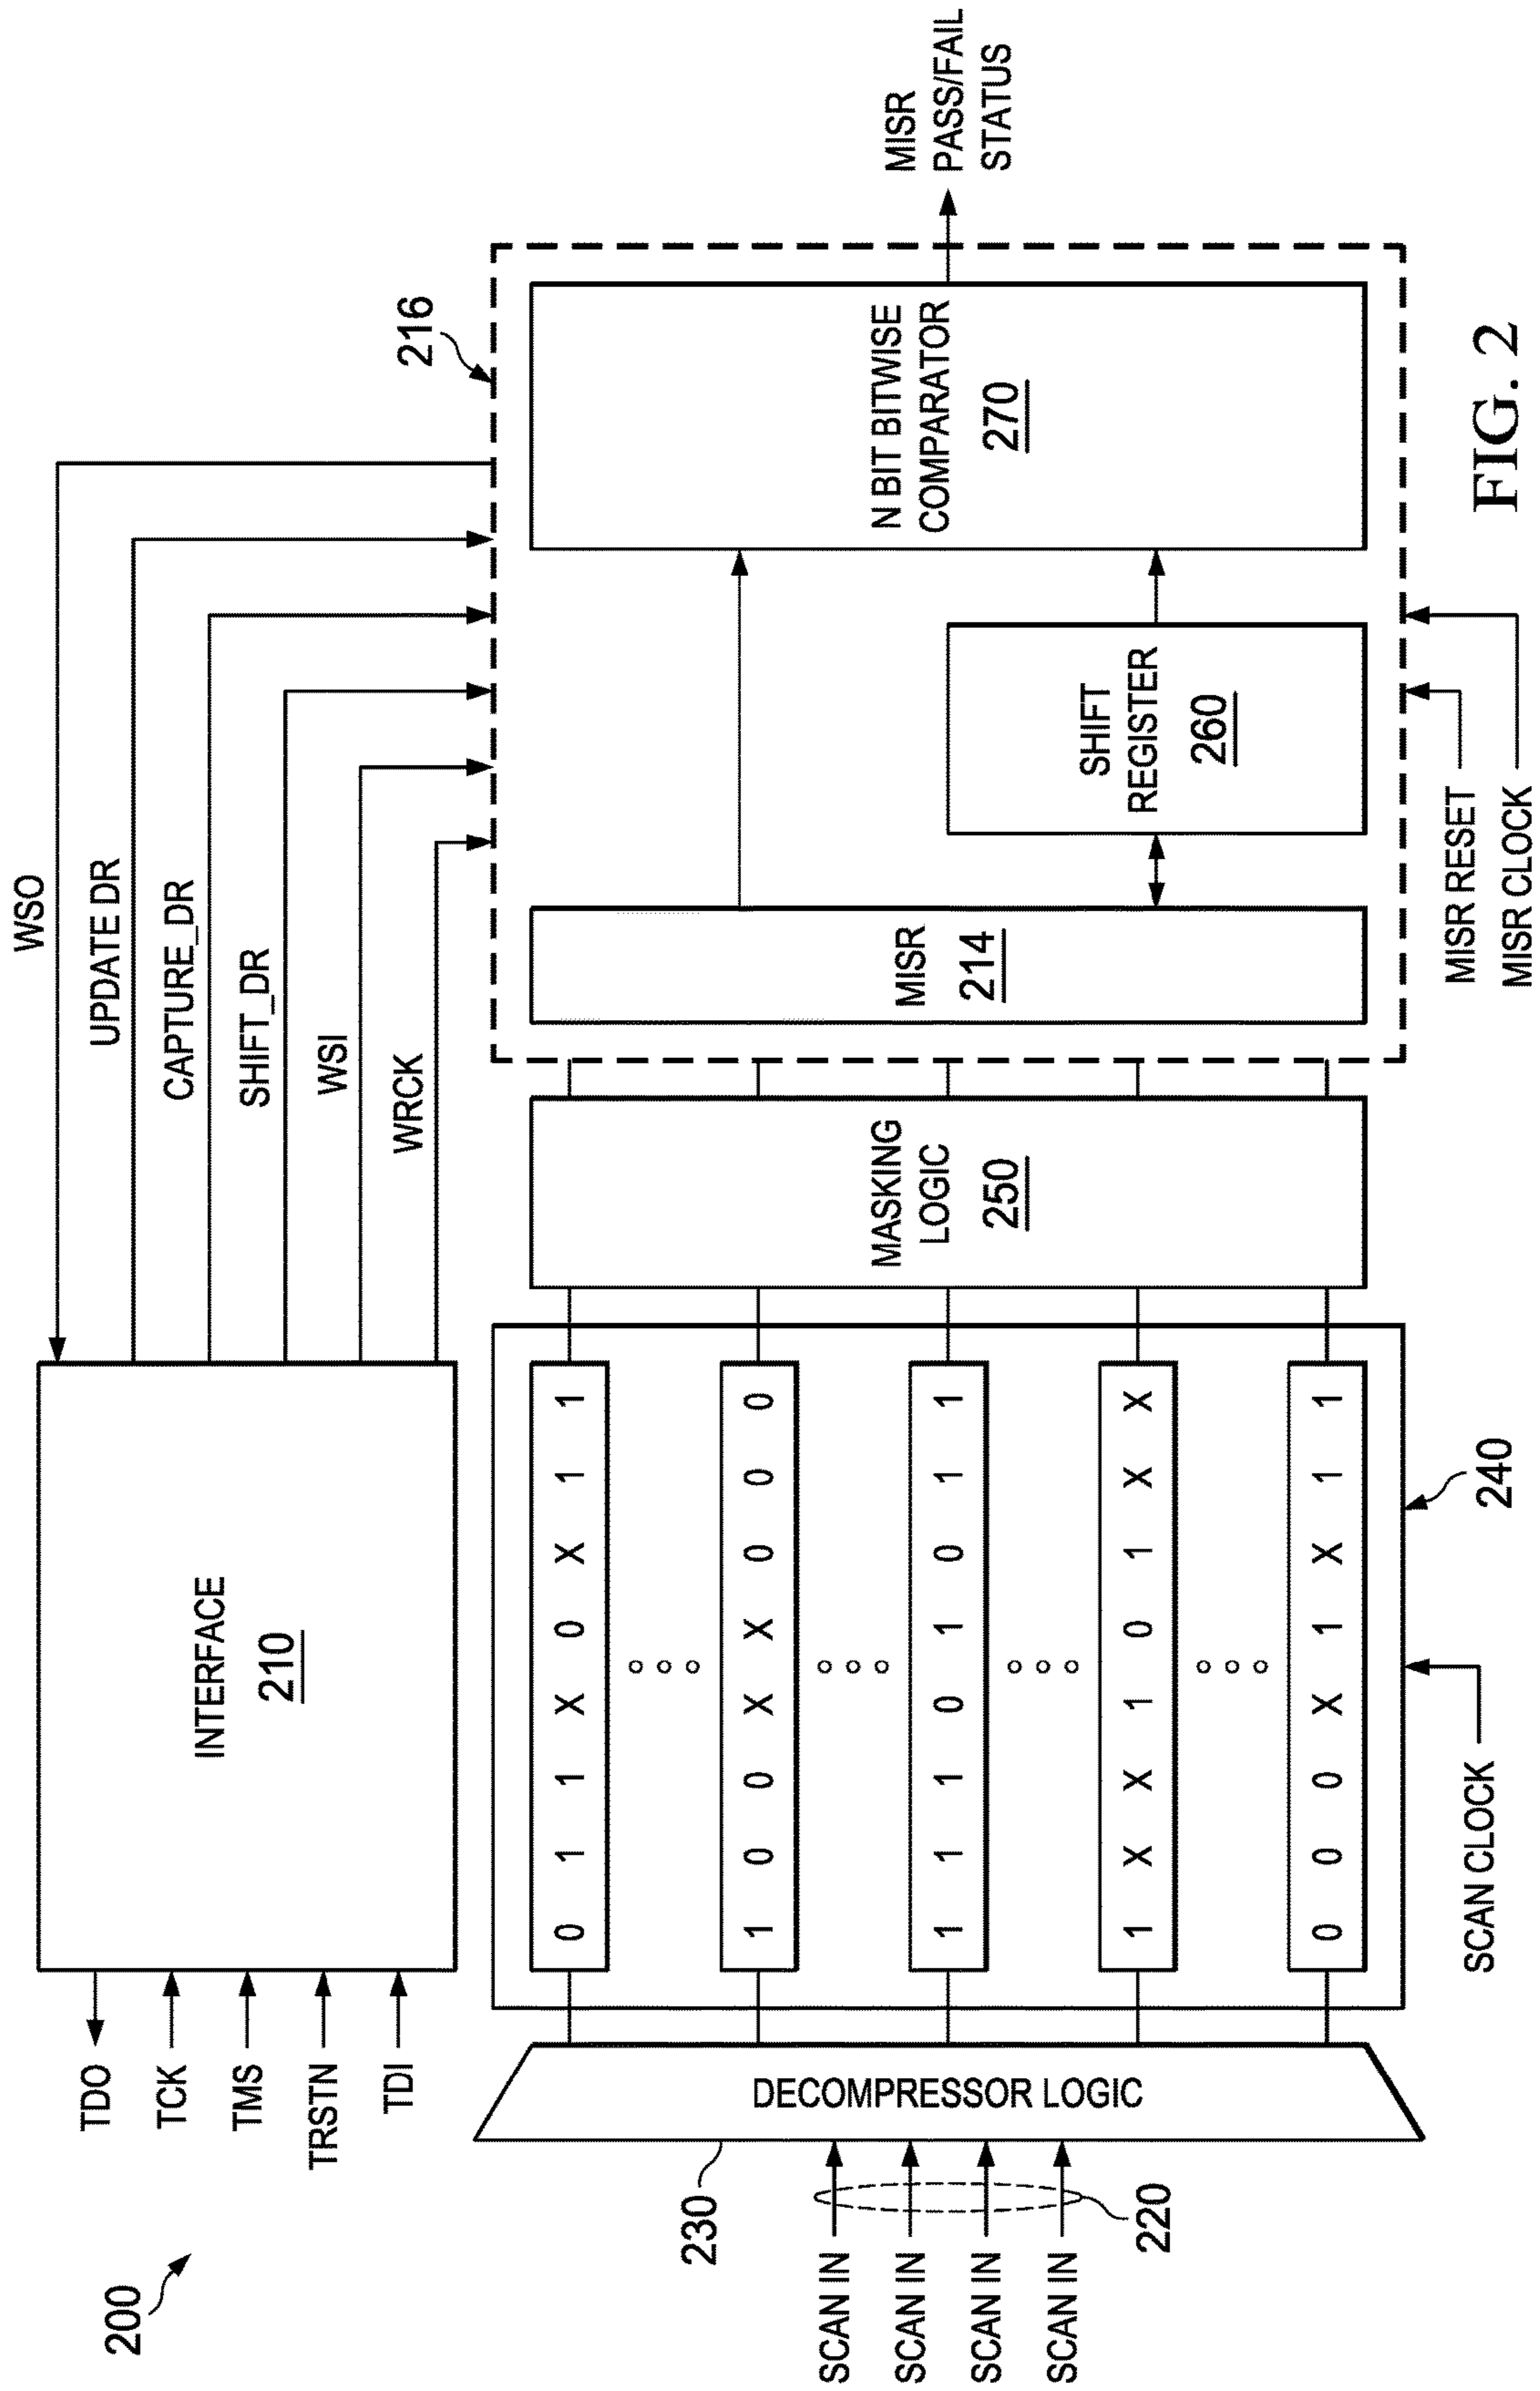 200
TDO
TCK
TMS
TRSTN
TDI
INTERFACE
210
WSO
UPDATE DR
CAPTURE_DR
SHIFT_DR
WSI
WRCK
216
SCAN IN
SCAN IN
SCAN IN
SCAN IN
220
230
DECOMPRESSOR LOGIC
0 1 1 X 0 X 1 1
1 0 0 X X 0 0 0
1 1 1 0 1 0 1 1
1 X X 1 0 1 X X
0 0 0 X 1 X 1 1
240
SCAN CLOCK
MASKING
LOGIC
250
MISR
214
SHIFT
REGISTER
260
N BIT BITWISE
COMPARATOR
270
MISR
PASS/FAIL
STATUS
MISR RESET
MISR CLOCK
FIG. 2